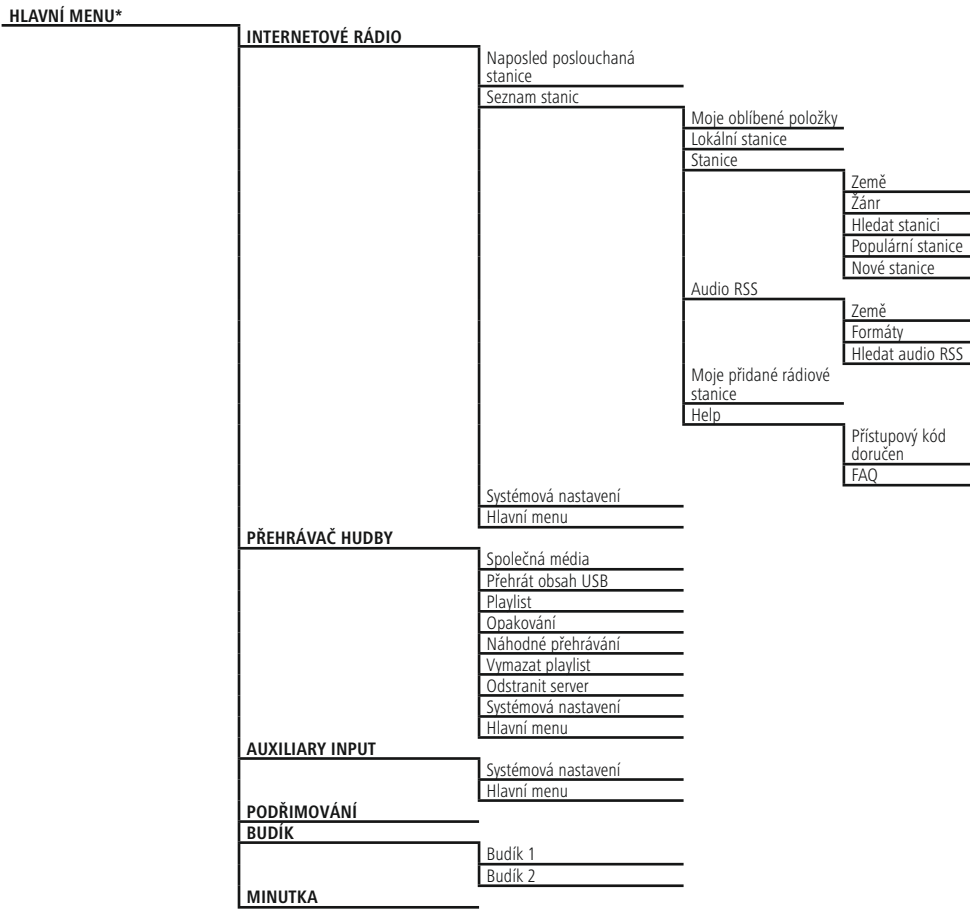 HLAVNÍ MENU*
INTERNETOVÉ RÁDIO
Naposled poslouchaná
stanice
Seznam stanic
Moje oblíbené položky
Lokální stanice
Stanice
Země
Žánr
Hledat stanici
Populární stanice
Nové stanice
Audio RSS
Země
Formáty
Hledat audio RSS
Moje přidané rádiové
stanice
Help
Přístupový kód
doručen
FAQ
Systémová nastavení
Hlavní menu
PŘEHRÁVAČ HUDBY
Společná média
Přehrát obsah USB
Playlist
Opakování
Náhodné přehrávání
Vymazat playlist
Odstranit server
Systémová nastavení
Hlavní menu
AUXILIARY INPUT
Systémová nastavení
Hlavní menu
PODŘIMOVÁNÍ
BUDÍK
Budík 1
Budík 2
MINUTKA